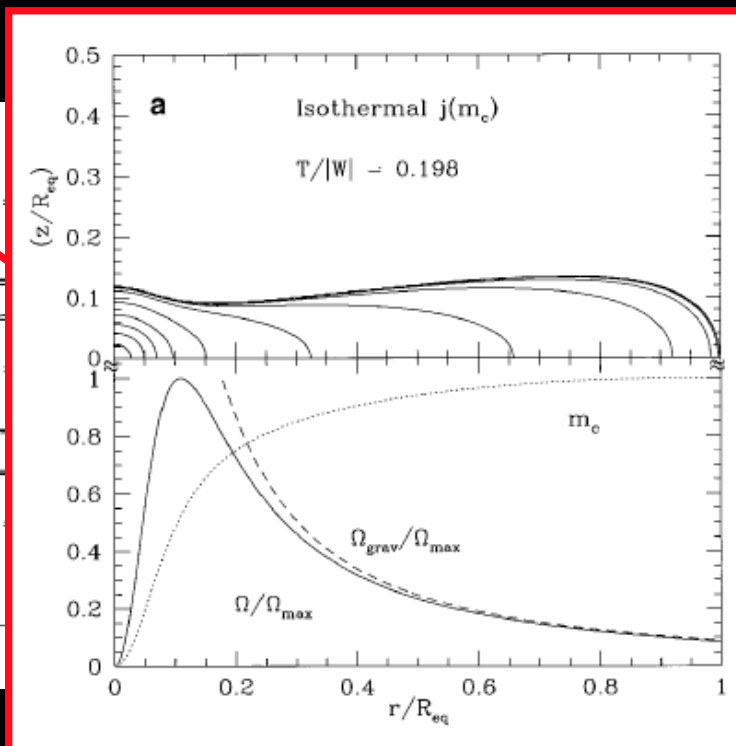 a
Isothermal j(m_c)
T/|W| – 0.198
(z/R_eq)
0.5
0.4
0.3
0.2
0.1
0
1
0.8
0.6
0.4
0.2
0
m_c
Ω_grav/Ω_max
Ω/Ω_max
0 0.2 0.4 0.6 0.8 1
r/R_eq